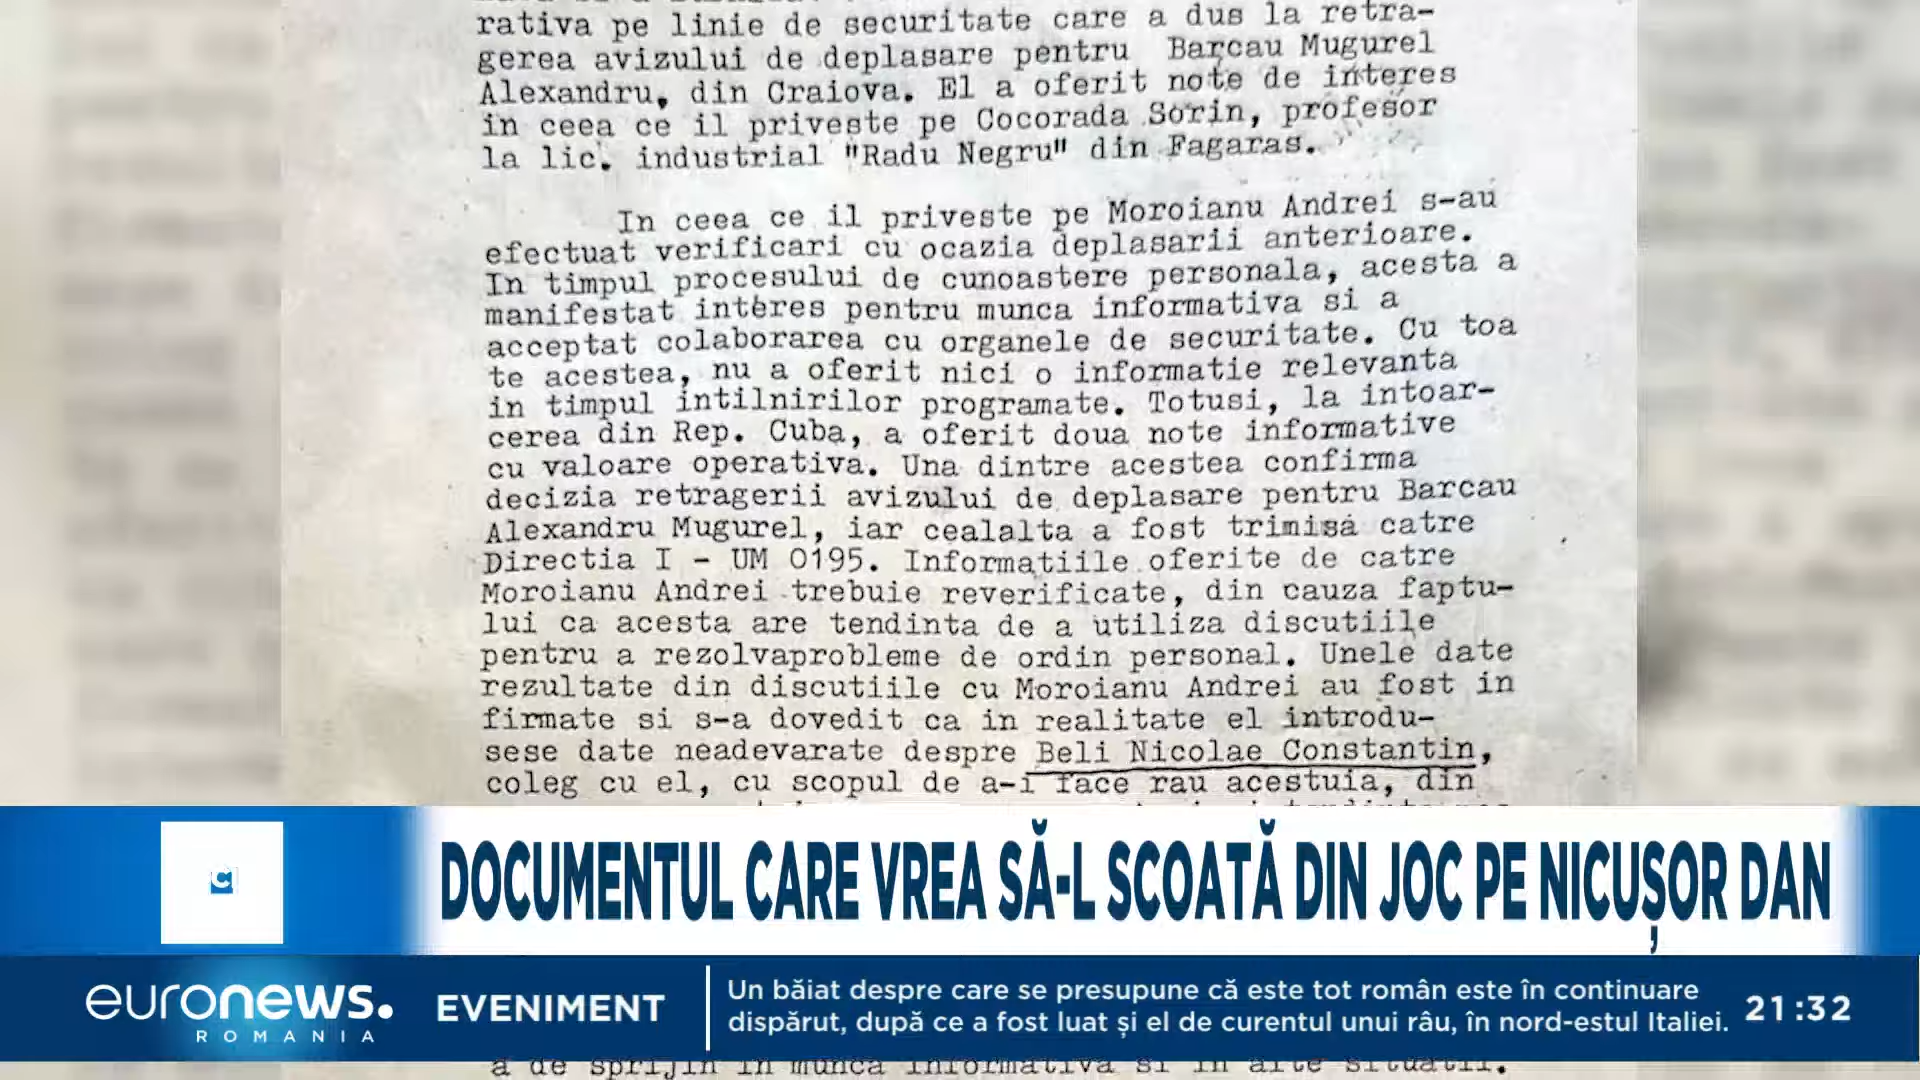 rativa pe linie de securitate care a dus la retra-
gerea avizului de deplasare pentru Barcau Mugurel
Alexandru, din Craiova. El a oferit note de interes
in ceea ce il priveste pe Cocorada Sorin, profesor
la lic. industrial "Radu Negru" din Fagaras.
In ceea ce il priveste pe Moroianu Andrei s-au
efectuat verificari cu ocazia deplasarii anterioare.
In timpul procesului de cunoastere personala, acesta a
manifestat interes pentru munca informativa si a
acceptat colaborarea cu organele de securitate. Cu toa
te acestea, nu a oferit nici o informatie relevanta
in timpul intilnirilor programate. Totusi, la intoar-
cerea din Rep. Cuba, a oferit doua note informative
cu valoare operativa. Una dintre acestea confirma
decizia retragerii avizului de deplasare pentru Barcau
Alexandru Mugurel, iar cealalta a fost trimisa catre
Directia I - UM 0195. Informatiile oferite de catre
Moroianu Andrei trebuie reverificate, din cauza faptu-
lui ca acesta are tendinta de a utiliza discutiile
pentru a rezolvaprobleme de ordin personal. Unele date
rezultate din discutiile cu Moroianu Andrei au fost in
firmate si s-a dovedit ca in realitate el introdu-
sese date neadevarate despre Beli Nicolae Constantin,
coleg cu el, cu scopul de a-i face rau acestuia, din
DOCUMENTUL CARE VREA SĂ-L SCOATĂ DIN JOC PE NICUȘOR DAN
euronews.
ROMANIA
EVENIMENT
Un băiat despre care se presupune că este tot român este în continuare
dispărut, după ce a fost luat și el de curentul unui râu, în nord-estul Italiei.
21:32
a de sprijin in munca informativa si in alte situatii.